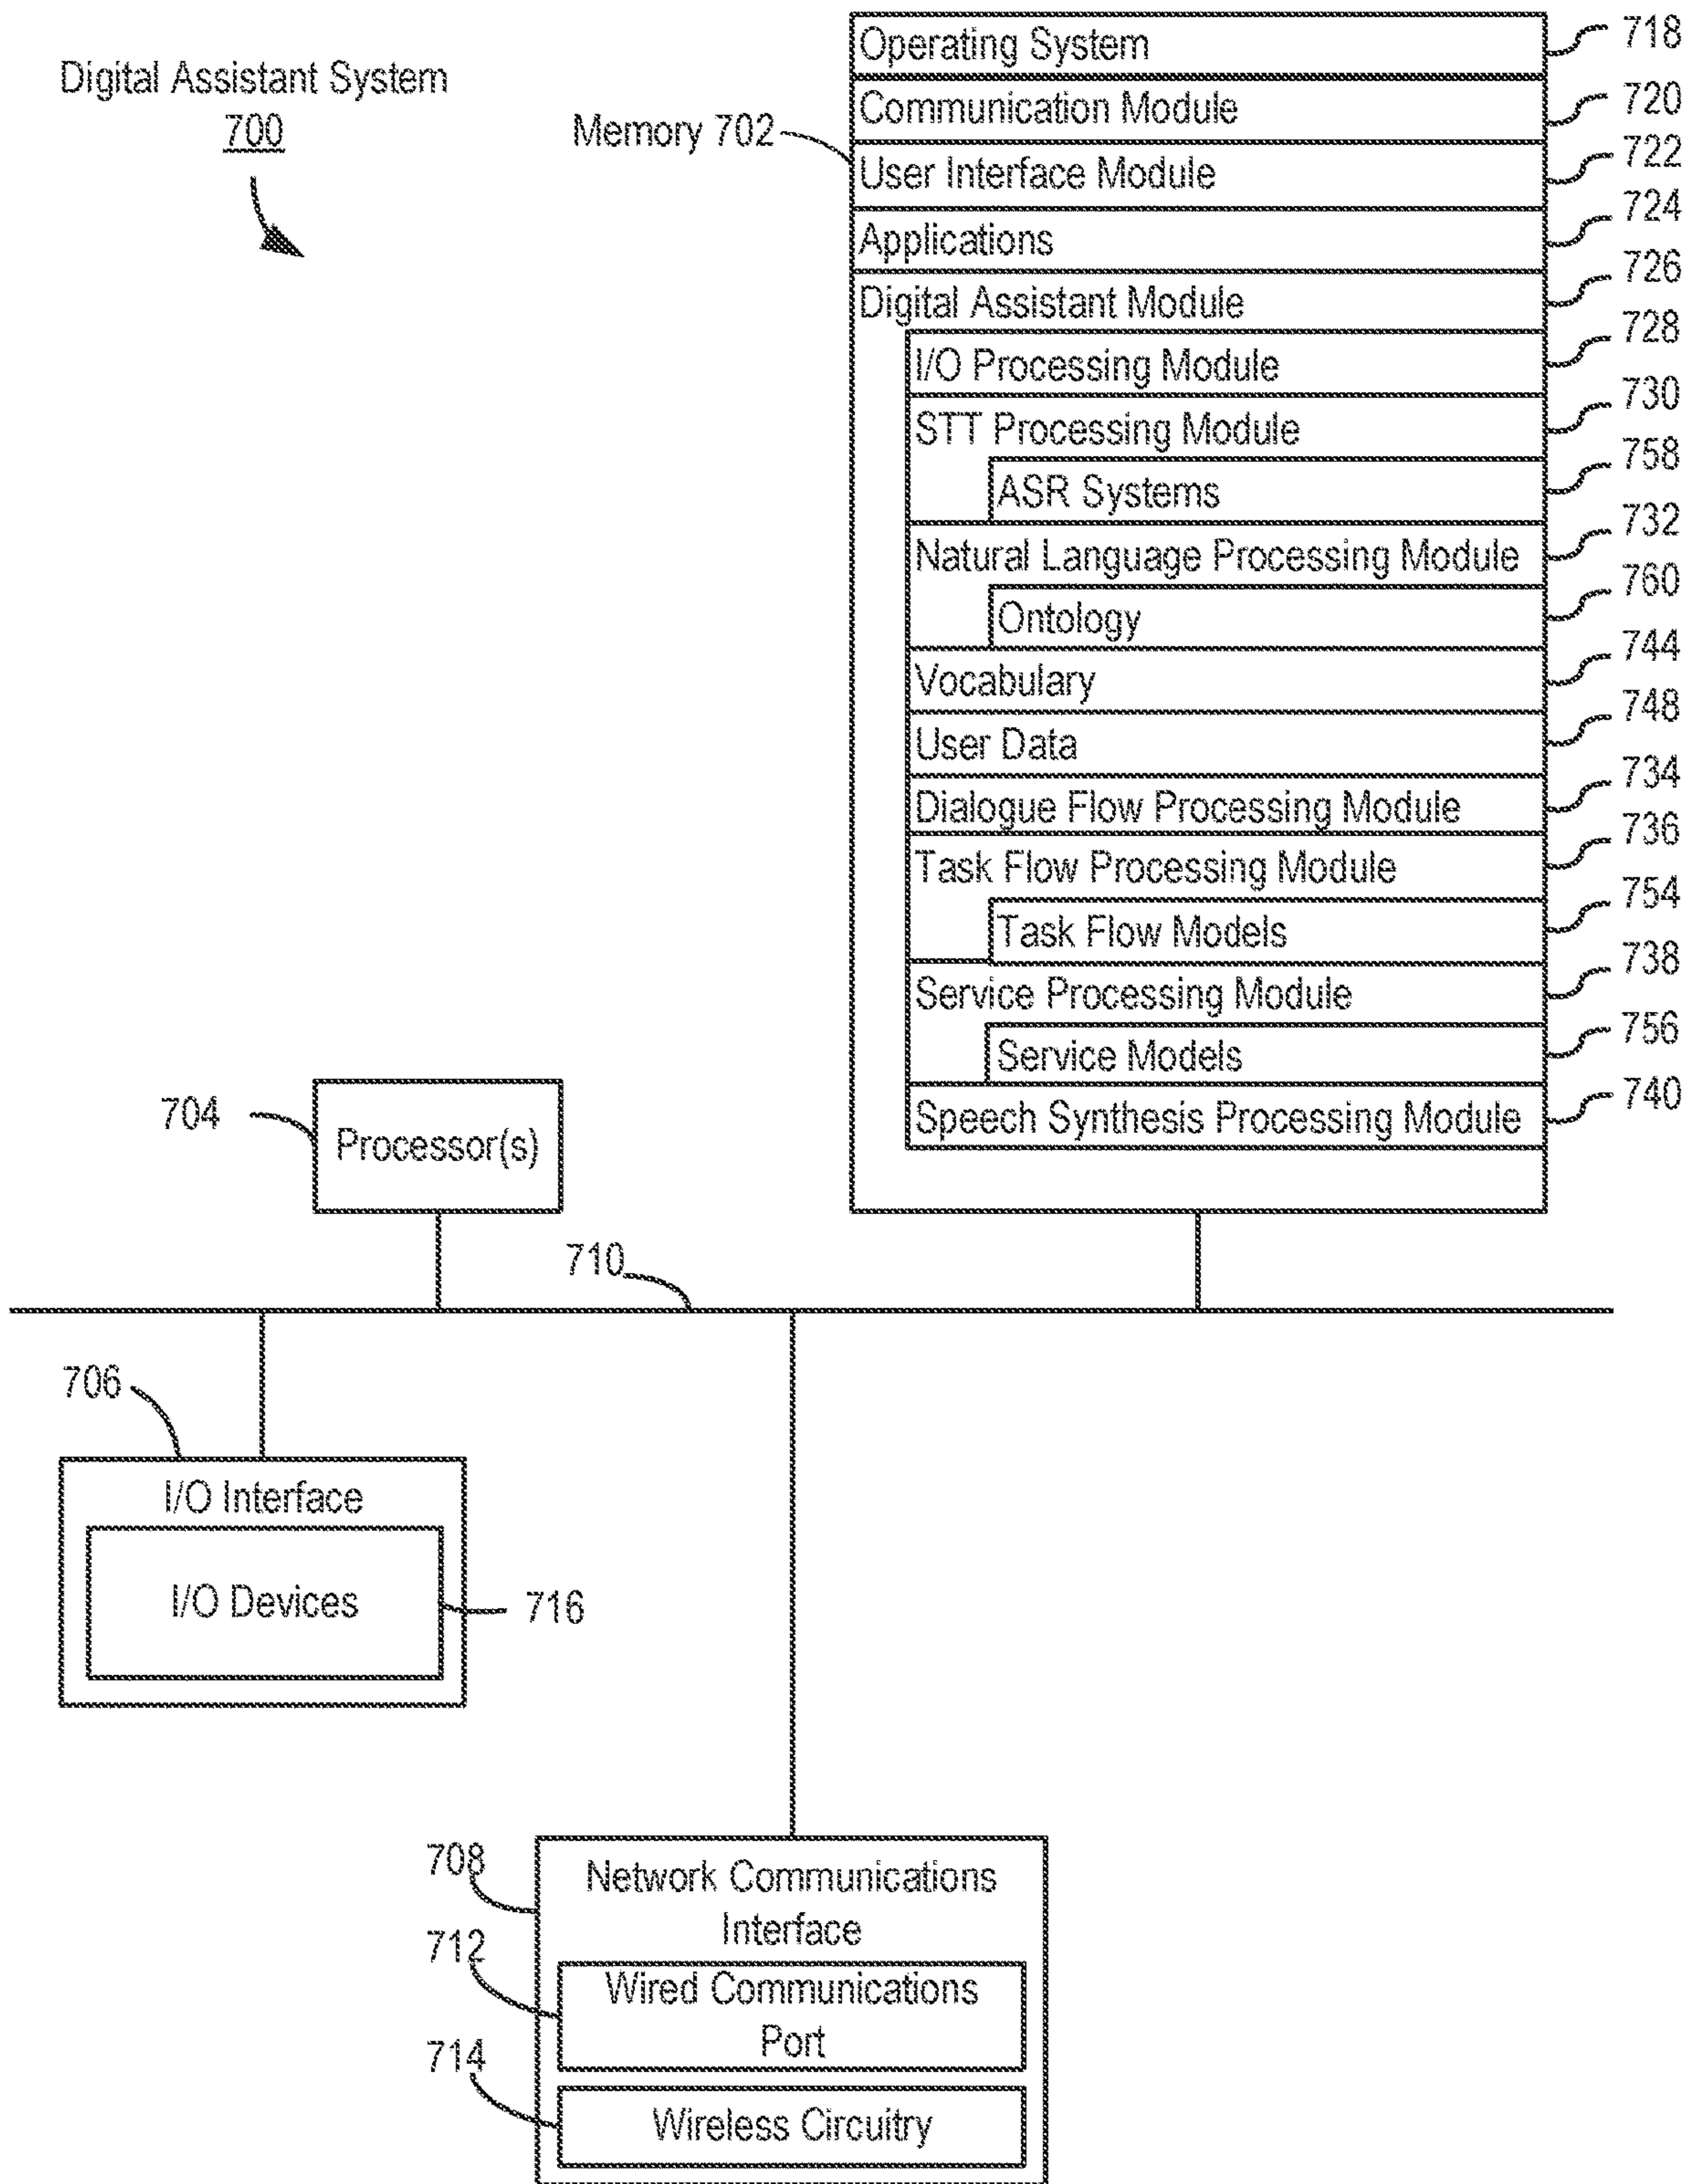 Digital Assistant System
700
Memory 702
Operating System 718
Communication Module 720
User Interface Module 722
Applications 724
Digital Assistant Module 726
I/O Processing Module 728
STT Processing Module 730
ASR Systems 758
Natural Language Processing Module 732
Ontology 760
Vocabulary 744
User Data 748
Dialogue Flow Processing Module 734
Task Flow Processing Module 736
Task Flow Models 754
Service Processing Module 738
Service Models 756
Speech Synthesis Processing Module 740
704
Processor(s)
710
706
I/O Interface
I/O Devices
716
708
Network Communications
Interface
712
Wired Communications
Port
714
Wireless Circuitry